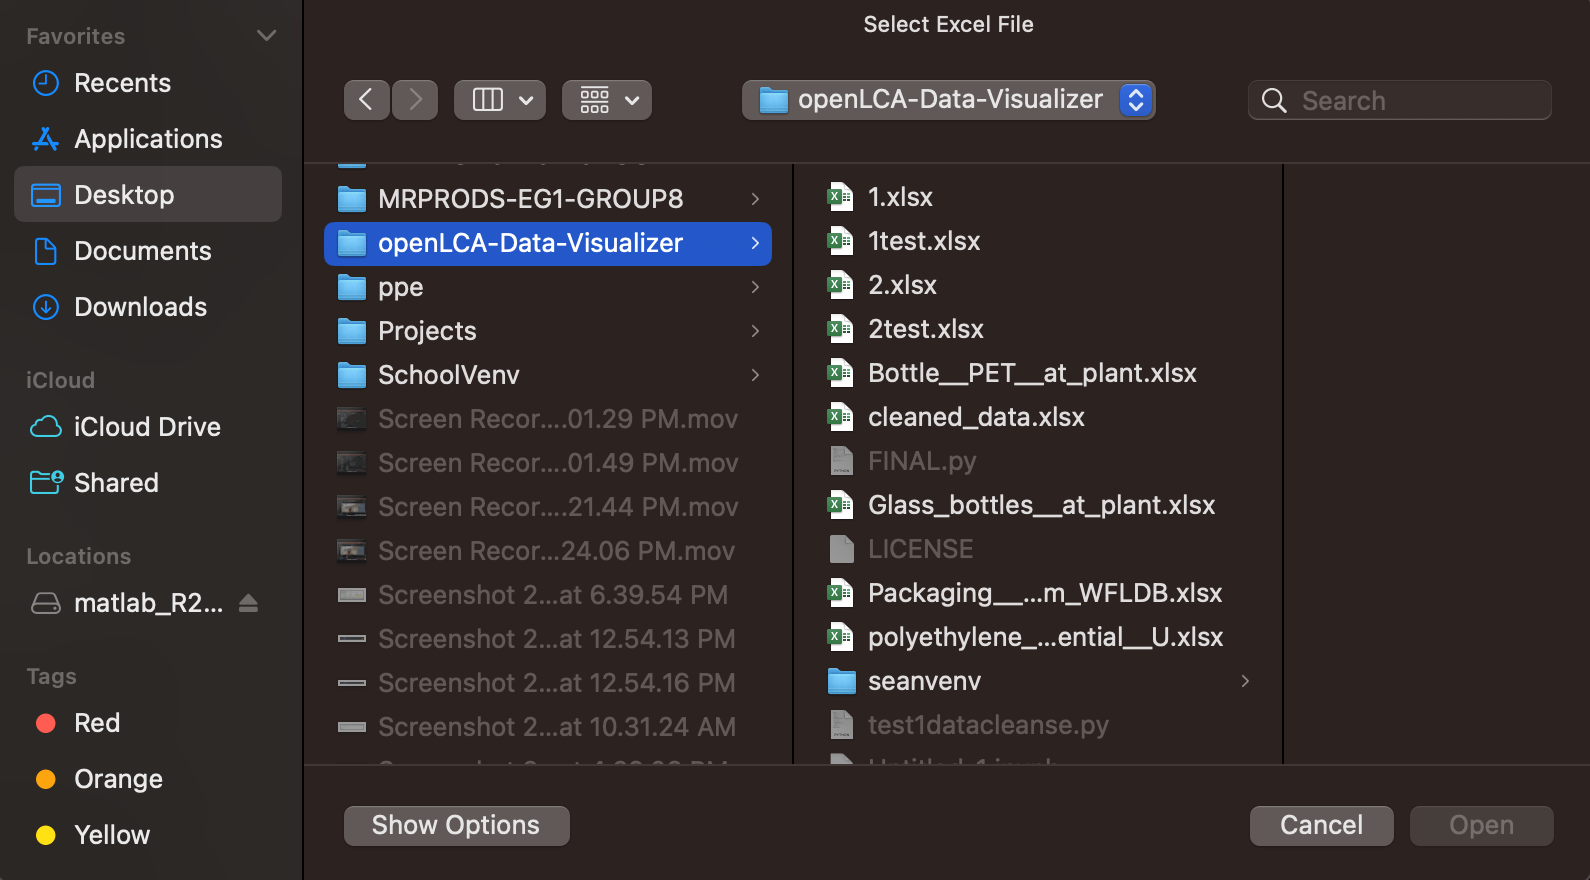 Favorites
Recents
Applications
Desktop
Documents
Downloads
iCloud
iCloud Drive
Shared
Locations
matlab_R2...
Tags
Red
Orange
Yellow
Select Excel File
openLCA-Data-Visualizer
Search
MRPRODS-EG1-GROUP8
openLCA-Data-Visualizer
ppe
Projects
SchoolVenv
Screen Recor....01.29 PM.mov
Screen Recor....01.49 PM.mov
Screen Recor....21.44 PM.mov
Screen Recor...24.06 PM.mov
Screenshot 2...at 6.39.54 PM
Screenshot 2...at 12.54.13 PM
Screenshot 2...at 12.54.16 PM
Screenshot 2...at 10.31.24 AM
1.xlsx
1test.xlsx
2.xlsx
2test.xlsx
Bottle__PET__at_plant.xlsx
cleaned_data.xlsx
FINAL.py
Glass_bottles__at_plant.xlsx
LICENSE
Packaging__...m_WFLDB.xlsx
polyethylene_...ential__U.xlsx
seanvenv
test1datacleanse.py
Show Options
Cancel
Open